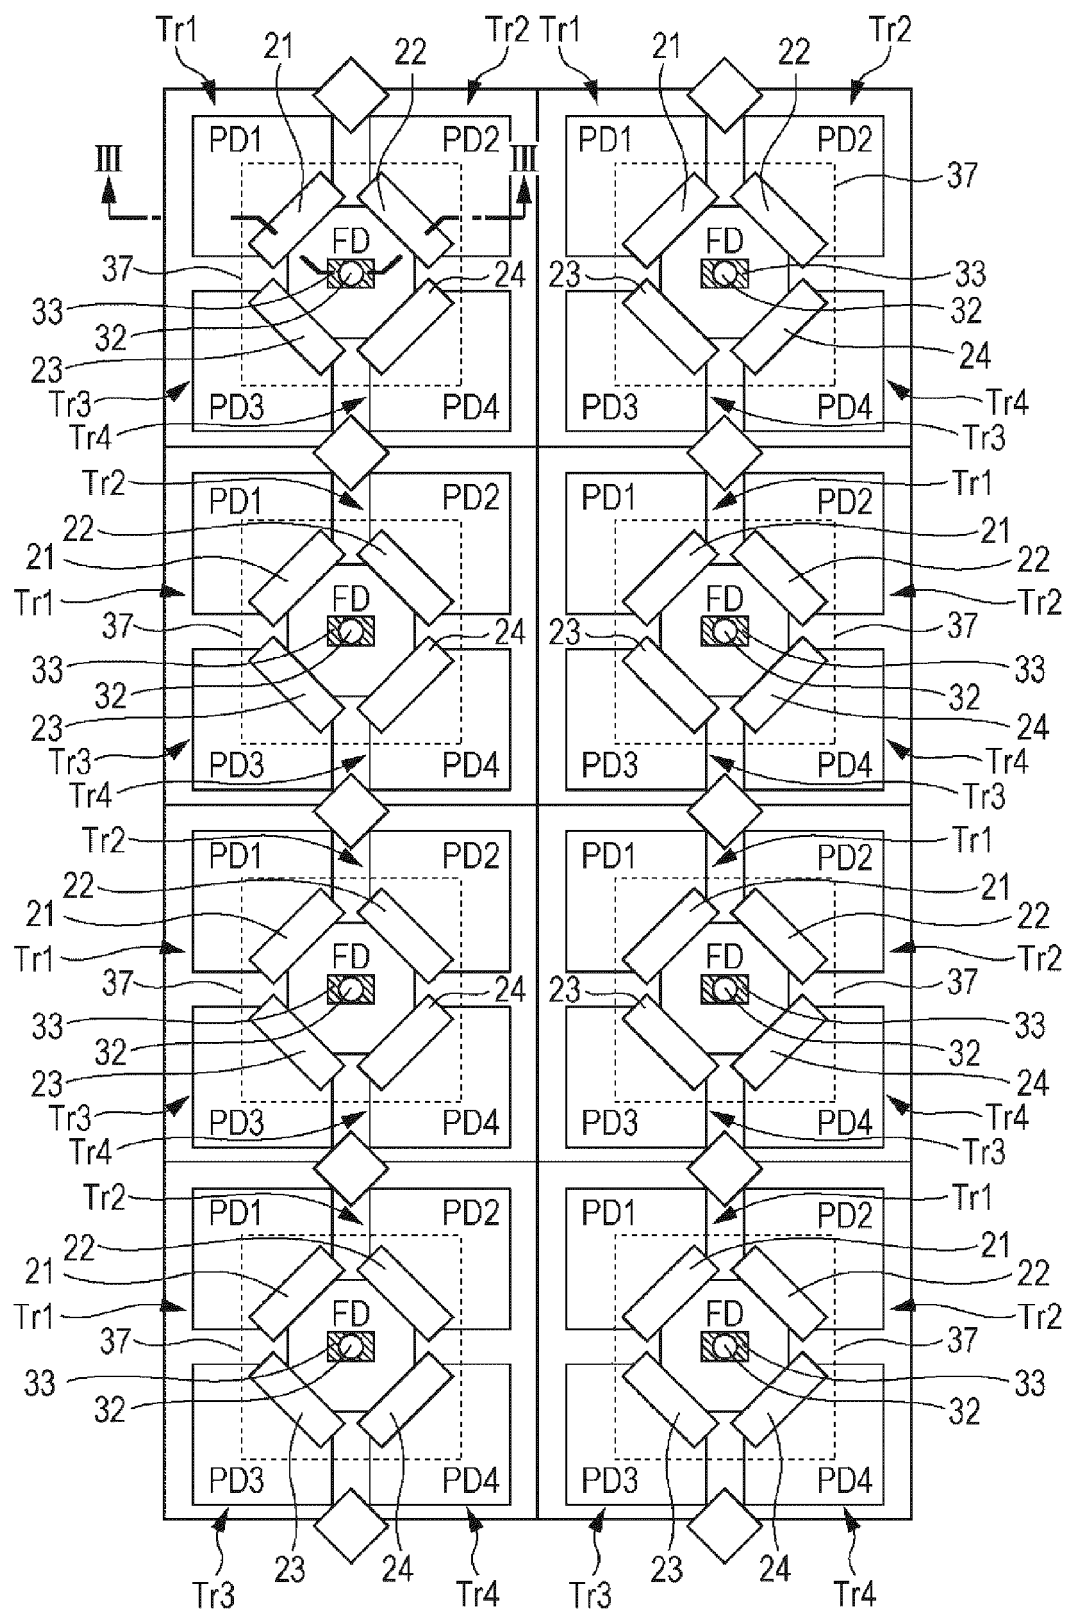 Tr1 21 22 Tr2 Tr1 21 22 Tr2
PD1 PD2 PD1 PD2
III III 37
FD FD
37 24 23 33
33 32
32
23 24
Tr3 PD3 PD4 PD3 PD4 Tr4
Tr4 Tr3
Tr2 PD1 PD2 PD1 PD2 Tr1
22 21
21 22
Tr1 FD FD Tr2
37 24 23 37
33 33
32 32
23 24
Tr3 PD3 PD4 PD3 PD4 Tr4
Tr4 Tr3
Tr2 PD1 PD2 PD1 PD2 Tr1
22 21
21 22
Tr1 FD FD Tr2
37 24 23 37
33 33
32 32
23 24
Tr3 PD3 PD4 PD3 PD4 Tr4
Tr4 Tr3
Tr2 PD1 PD2 PD1 PD2 Tr1
22 21
21 22
Tr1 FD FD Tr2
37 37
33 33
32 32
PD3 PD4 PD3 PD4
23 24 23 24
Tr3 Tr4 Tr3 Tr4